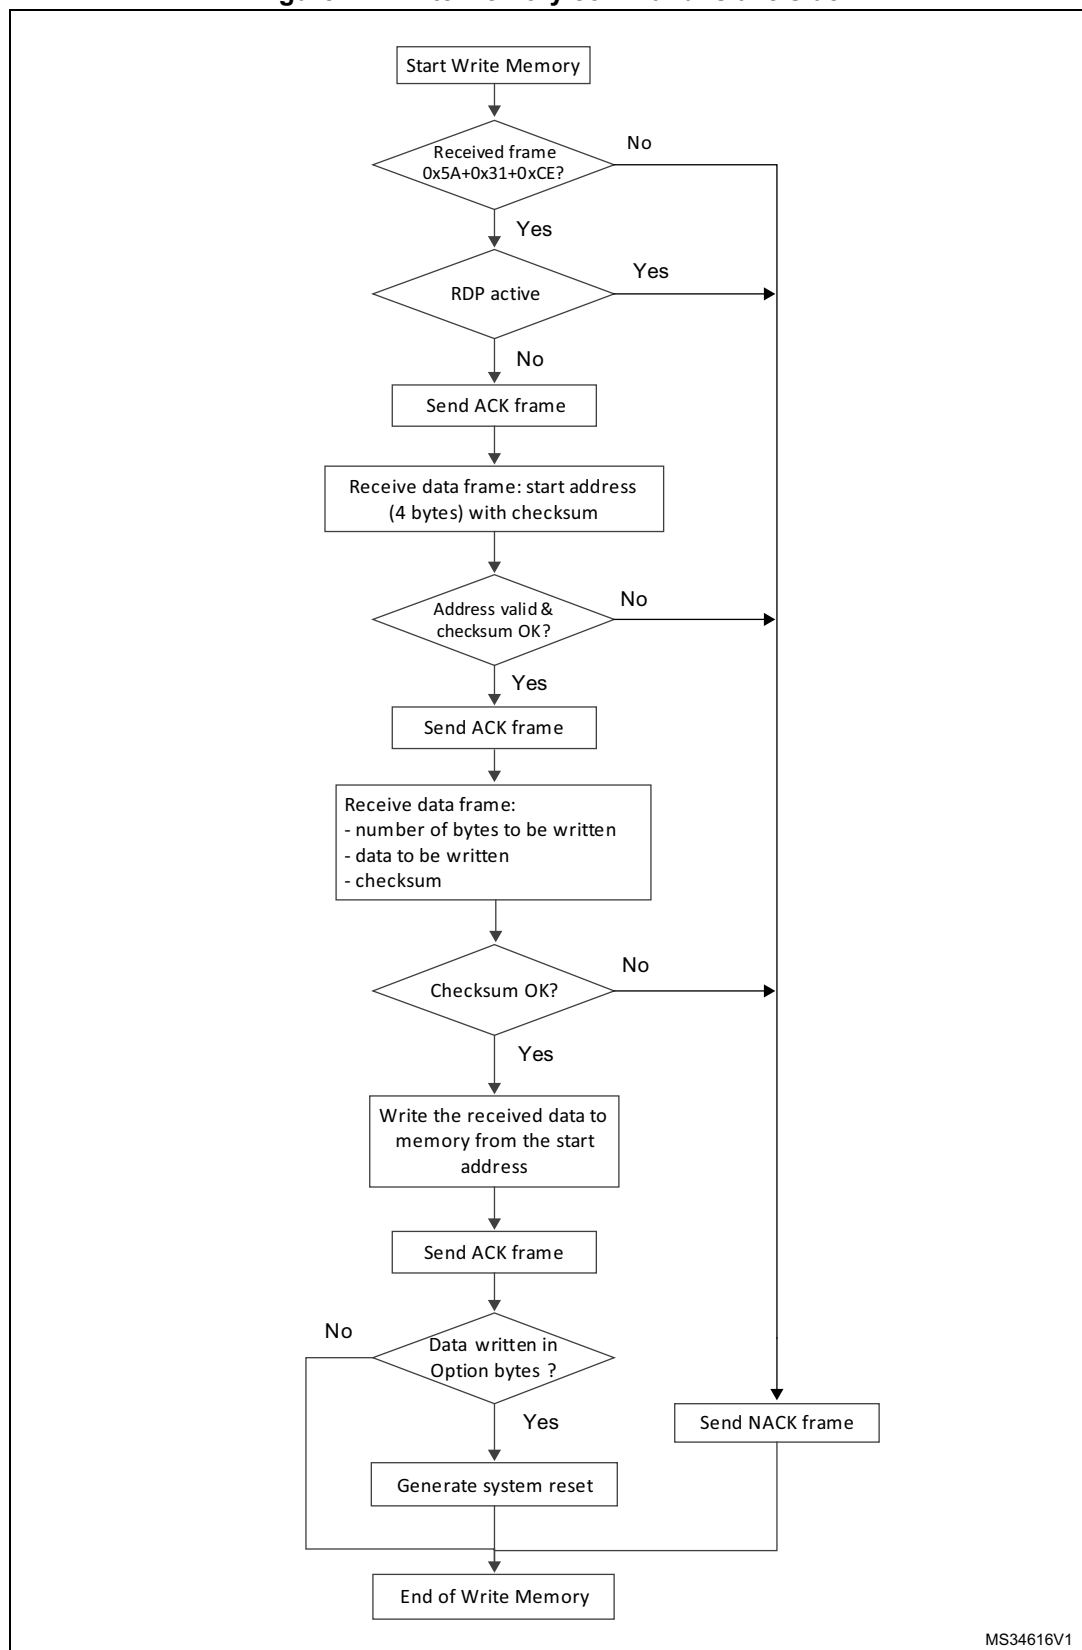 Start Write Memory
Received frame
0x5A+0x31+0xCE?
No
Yes
RDP active
Yes
No
Send ACK frame
Receive data frame: start address
(4 bytes) with checksum
Address valid &
checksum OK?
No
Yes
Send ACK frame
Receive data frame:
- number of bytes to be written
- data to be written
- checksum
Checksum OK?
No
Yes
Write the received data to
memory from the start
address
Send ACK frame
No
Data written in
Option bytes ?
Yes
Send NACK frame
Generate system reset
End of Write Memory
MS34616V1